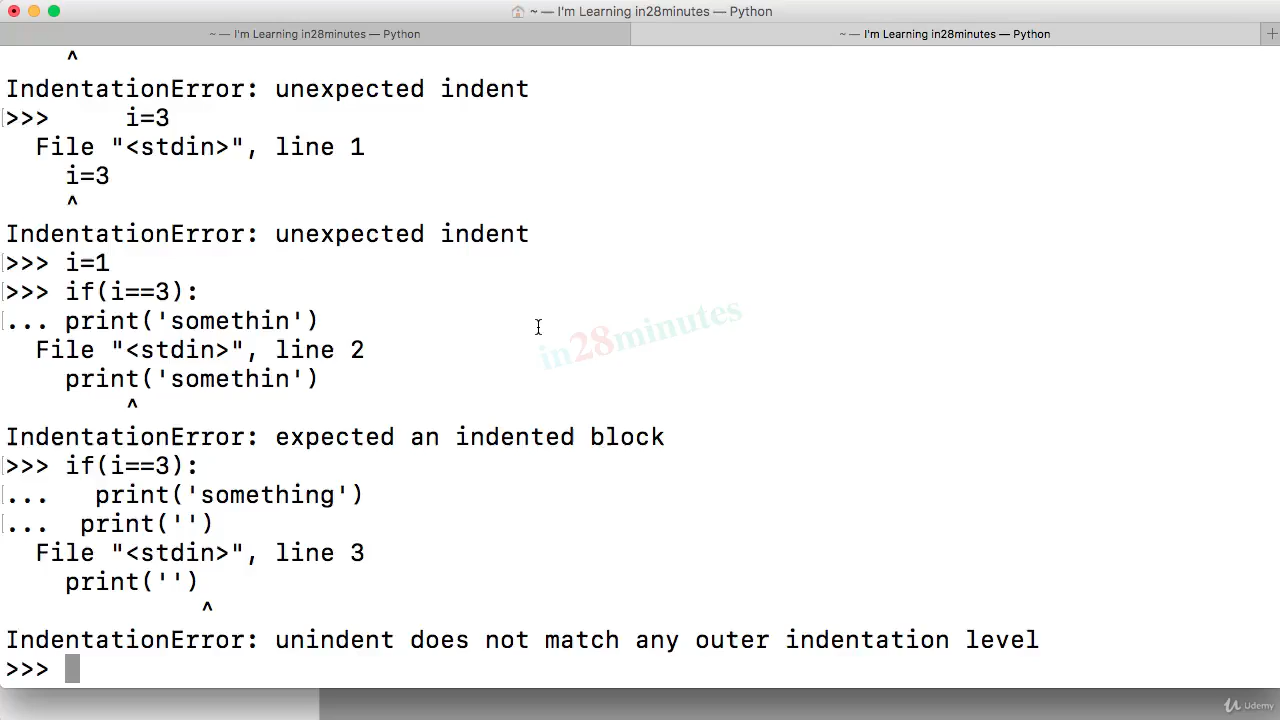 ~ — I'm Learning in28minutes — Python
~ — I'm Learning in28minutes — Python
~ — I'm Learning in28minutes — Python
+
^
IndentationError: unexpected indent
>>>     i=3
  File "<stdin>", line 1
    i=3
    ^
IndentationError: unexpected indent
>>> i=1
>>> if(i==3):
... print('somethin')
  File "<stdin>", line 2
    print('somethin')
        ^
IndentationError: expected an indented block
>>> if(i==3):
...   print('something')
...  print('')
  File "<stdin>", line 3
    print('')
             ^
IndentationError: unindent does not match any outer indentation level
>>>
in28minutes
Udemy